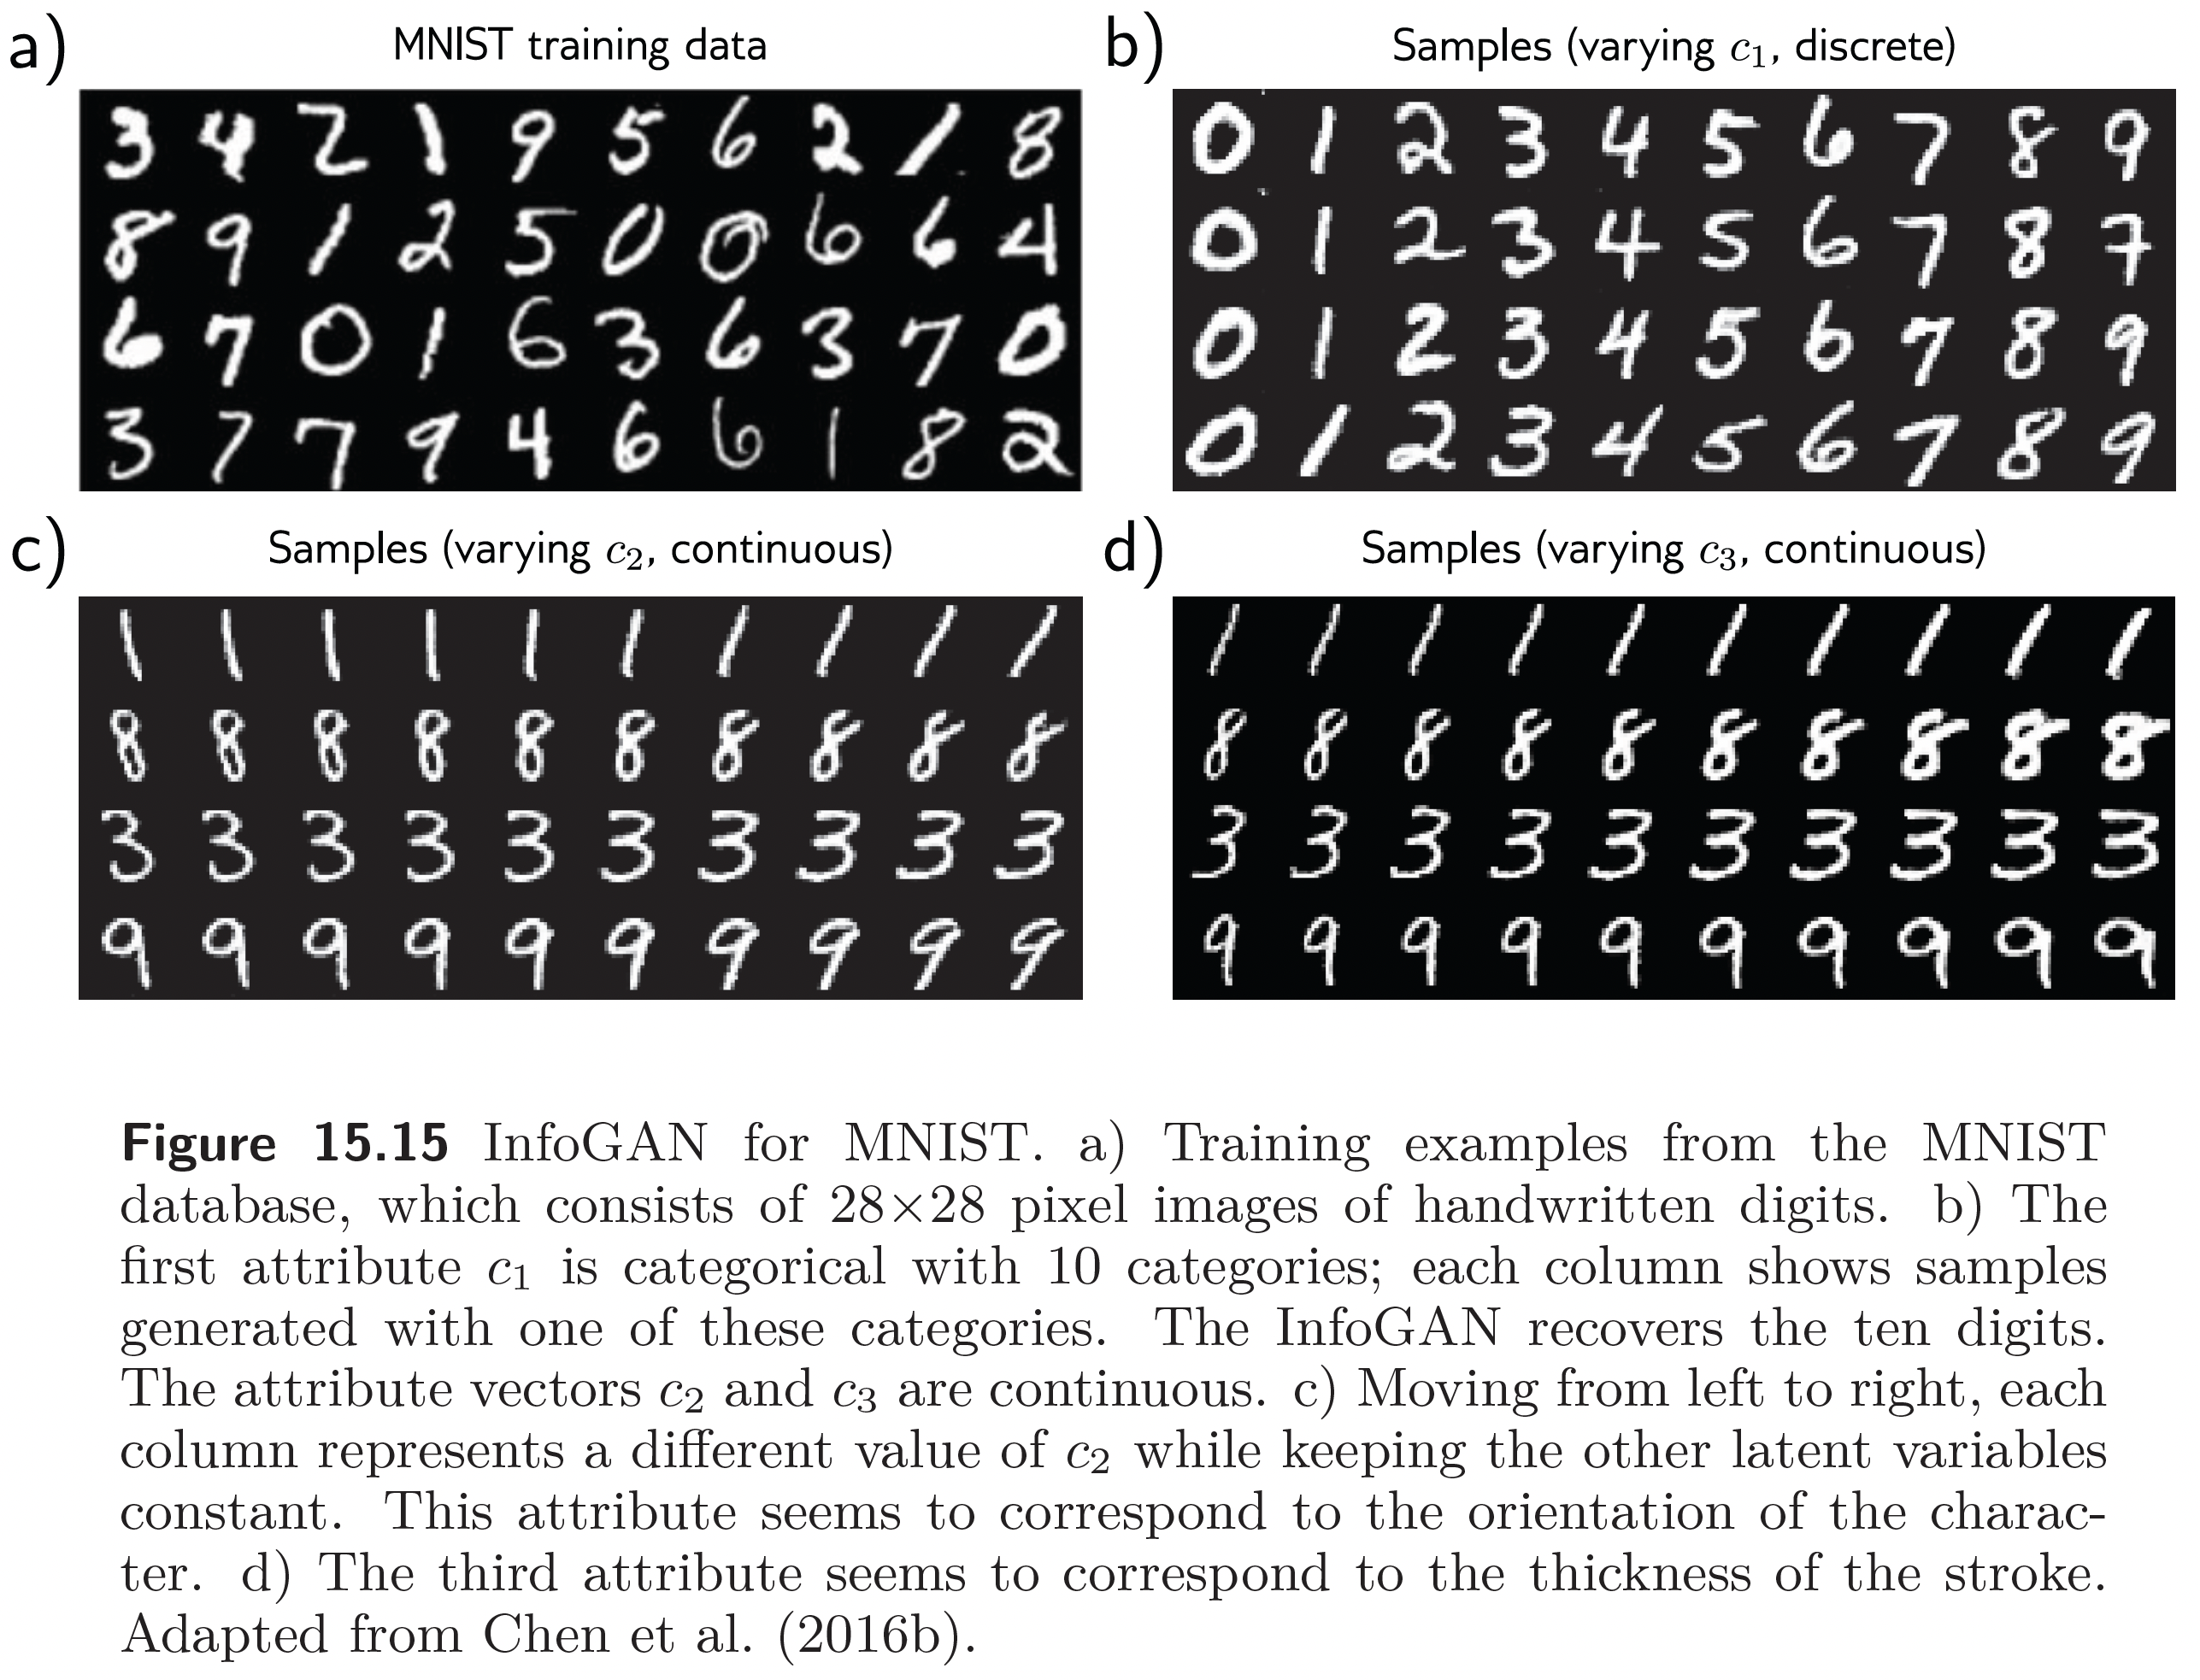 a)
MNIST training data
3 4 2 1 9 5 6 2 1 8
8 9 1 2 5 0 0 6 6 4
6 7 0 1 6 3 6 3 7 0
3 7 7 9 4 6 6 1 8 2
b)
Samples (varying c₁, discrete)
0 1 2 3 4 5 6 7 8 9
0 1 2 3 4 5 6 7 8 7
0 1 2 3 4 5 6 7 8 9
0 1 2 3 4 5 6 7 8 9
c)
Samples (varying c₂, continuous)
1 1 1 1 1 1 1 1 1 1
8 8 8 8 8 8 8 8 8 8
3 3 3 3 3 3 3 3 3 3
9 9 9 9 9 9 9 9 9 9
d)
Samples (varying c₃, continuous)
1 1 1 1 1 1 1 1 1 1
8 8 8 8 8 8 8 8 8 8
3 3 3 3 3 3 3 3 3 3
9 9 9 9 9 9 9 9 9 9
Figure 15.15 InfoGAN for MNIST. a) Training examples from the MNIST
database, which consists of 28×28 pixel images of handwritten digits. b) The
first attribute c₁ is categorical with 10 categories; each column shows samples
generated with one of these categories. The InfoGAN recovers the ten digits.
The attribute vectors c₂ and c₃ are continuous. c) Moving from left to right, each
column represents a different value of c₂ while keeping the other latent variables
constant. This attribute seems to correspond to the orientation of the charac-
ter. d) The third attribute seems to correspond to the thickness of the stroke.
Adapted from Chen et al. (2016b).